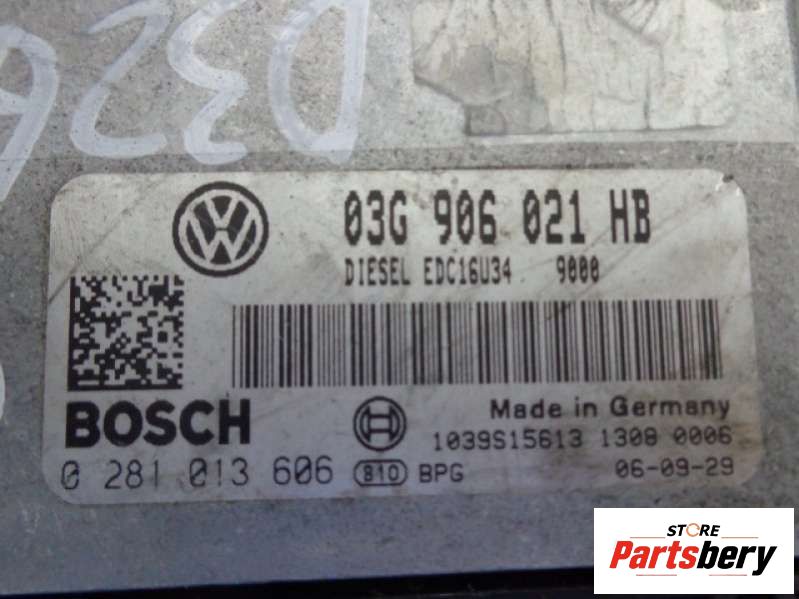 D326
VW
03G 906 021 HB
DIESEL EDC16U34 9000
BOSCH
Made in Germany
1039S15613 1308 0006
0 281 013 606 810 BPG 06-09-29
STORE
Partsbery